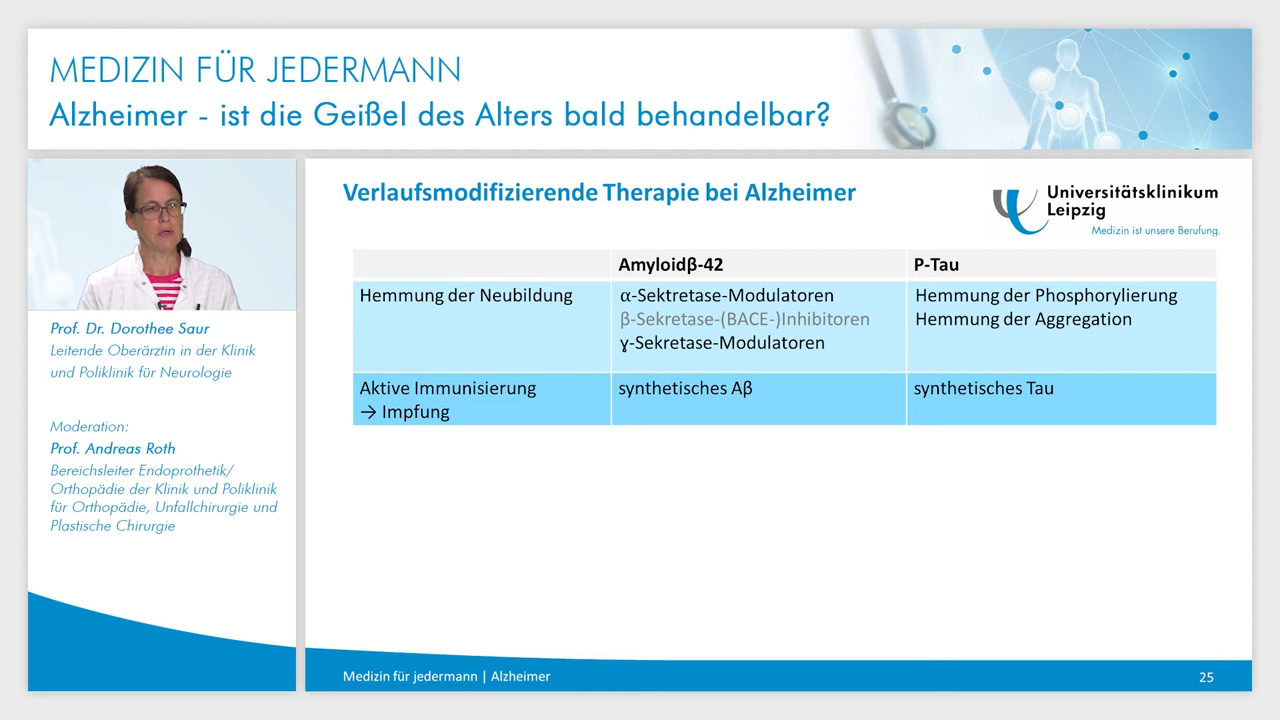 MEDIZIN FÜR JEDERMANN
Alzheimer - ist die Geißel des Alters bald behandelbar?
Prof. Dr. Dorothee Saur
Leitende Oberärztin in der Klinik
und Poliklinik für Neurologie
Moderation:
Prof. Andreas Roth
Bereichsleiter Endoprothetik/
Orthopädie der Klinik und Poliklinik
für Orthopädie, Unfallchirurgie und
Plastische Chirurgie
Verlaufsmodifizierende Therapie bei Alzheimer
Universitätsklinikum
Leipzig
Medizin ist unsere Berufung.
Amyloidβ-42 P-Tau
Hemmung der Neubildung α-Sektretase-Modulatoren Hemmung der Phosphorylierung
β-Sekretase-(BACE-)Inhibitoren Hemmung der Aggregation
ɣ-Sekretase-Modulatoren
Aktive Immunisierung synthetisches Aβ synthetisches Tau
→ Impfung
Medizin für jedermann | Alzheimer 25